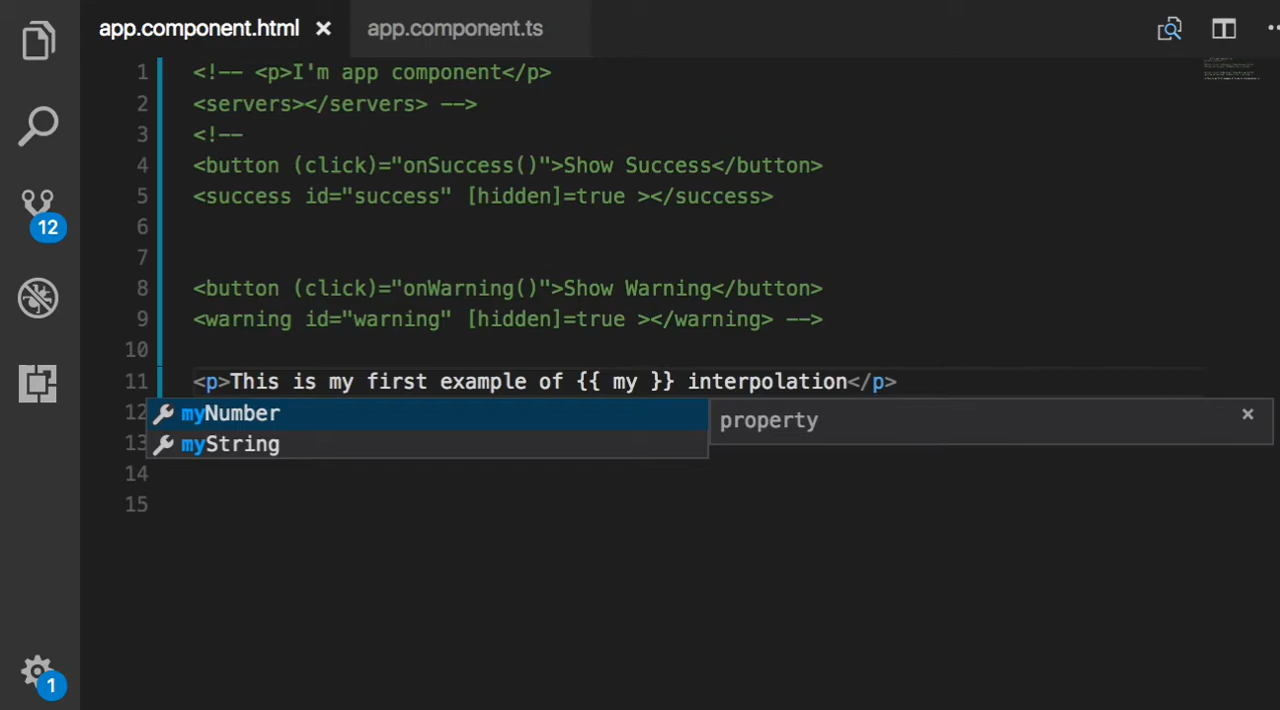 app.component.html × app.component.ts
1 <!-- <p>I'm app component</p>
2 <servers></servers> -->
3 <!--
4 <button (click)="onSuccess()">Show Success</button>
5 <success id="success" [hidden]=true ></success>
6
7
8 <button (click)="onWarning()">Show Warning</button>
9 <warning id="warning" [hidden]=true ></warning> -->
10
11 <p>This is my first example of {{ my }} interpolation</p>
12 myNumber property ×
13 myString
14
15
12
1